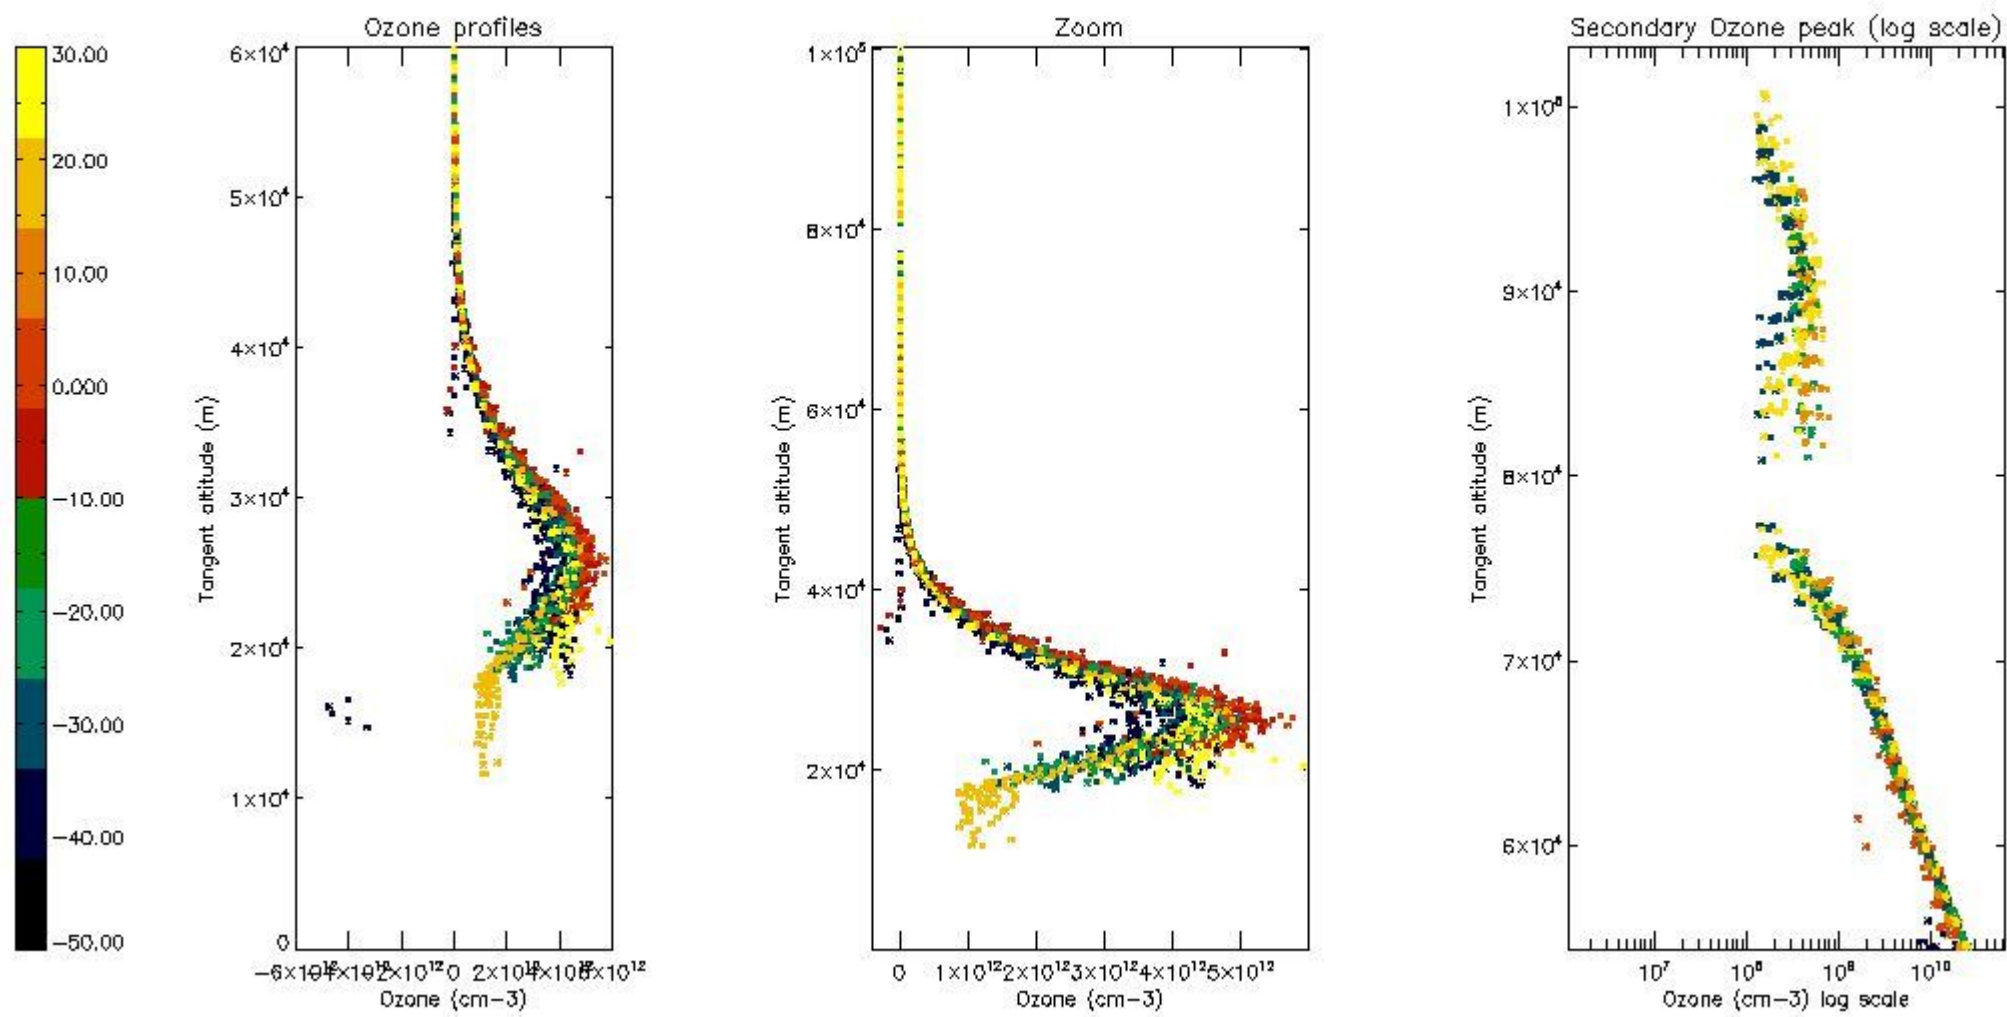 Ozone profiles
Zoom
Secondary Ozone peak (log scale)
30.00
20.00
10.00
0.000
−10.00
−20.00
−30.00
−40.00
−50.00
6×10⁴
5×10⁴
4×10⁴
3×10⁴
2×10⁴
1×10⁴
0
Tangent altitude (m)
0
2×10¹²
Ozone (cm−3)
1×10⁵
8×10⁴
6×10⁴
4×10⁴
2×10⁴
Tangent altitude (m)
0 1×10¹² 2×10¹² 3×10¹² 4×10¹² 5×10¹²
Ozone (cm−3)
1×10⁵
9×10⁴
8×10⁴
7×10⁴
6×10⁴
Tangent altitude (m)
10⁷ 10⁸ 10⁹ 10¹⁰
Ozone (cm−3) log scale